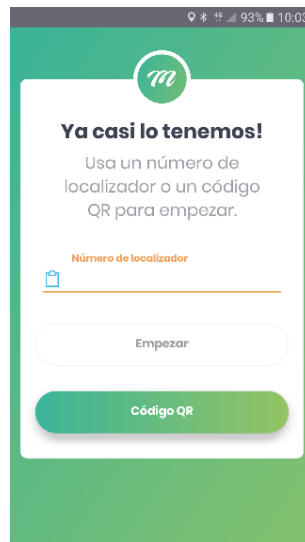 93% 10:03
m
Ya casi lo tenemos!
Usa un número de
localizador o un código
QR para empezar.
Número de localizador
Empezar
Código QR